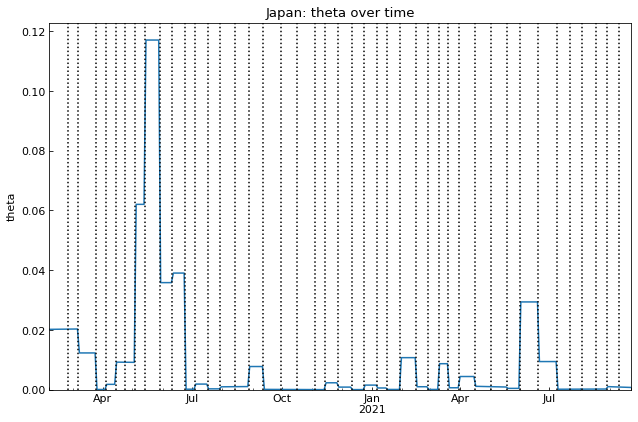 Japan: theta over time
theta
0.12
0.10
0.08
0.06
0.04
0.02
0.00
Apr
Jul
Oct
Jan
2021
Apr
Jul